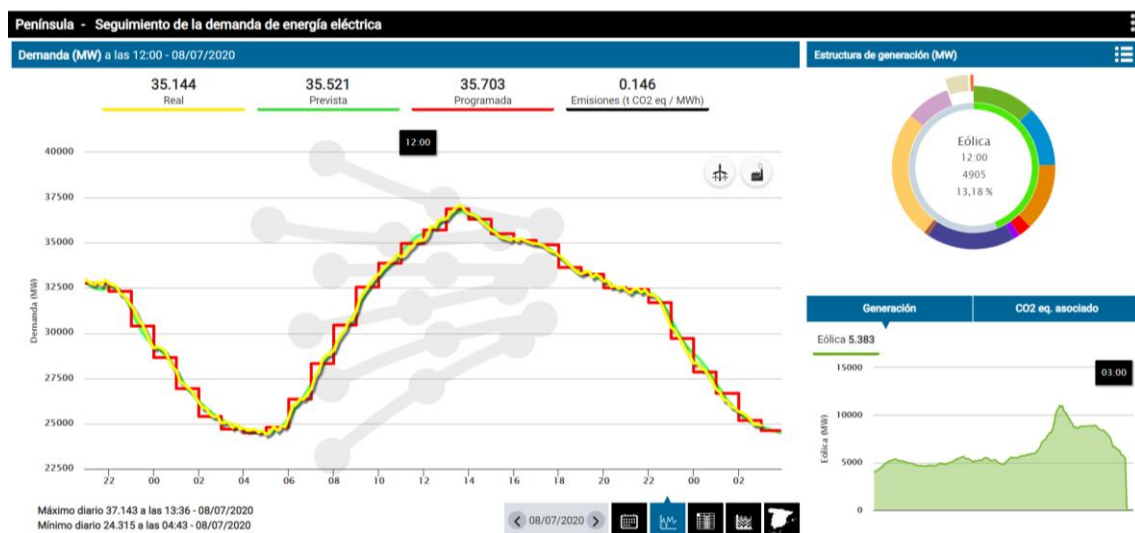 Península - Seguimiento de la demanda de energía eléctrica
Demanda (MW) a las 12:00 - 08/07/2020
35.144 35.521 35.703 0.146
Real Prevista Programada Emisiones (t CO2 eq / MWh)
12:00
40000
37500
35000
32500
30000
27500
25000
22500
Demanda (MW)
22 00 02 04 06 08 10 12 14 16 18 20 22 00 02
Máximo diario 37.143 a las 13:36 - 08/07/2020
Mínimo diario 24.315 a las 04:43 - 08/07/2020
08/07/2020
Estructura de generación (MW)
Eólica
12:00
4905
13,18 %
Generación CO2 eq. asociado
Eólica 5.383
03:00
15000
10000
5000
0
Eólica (MW)